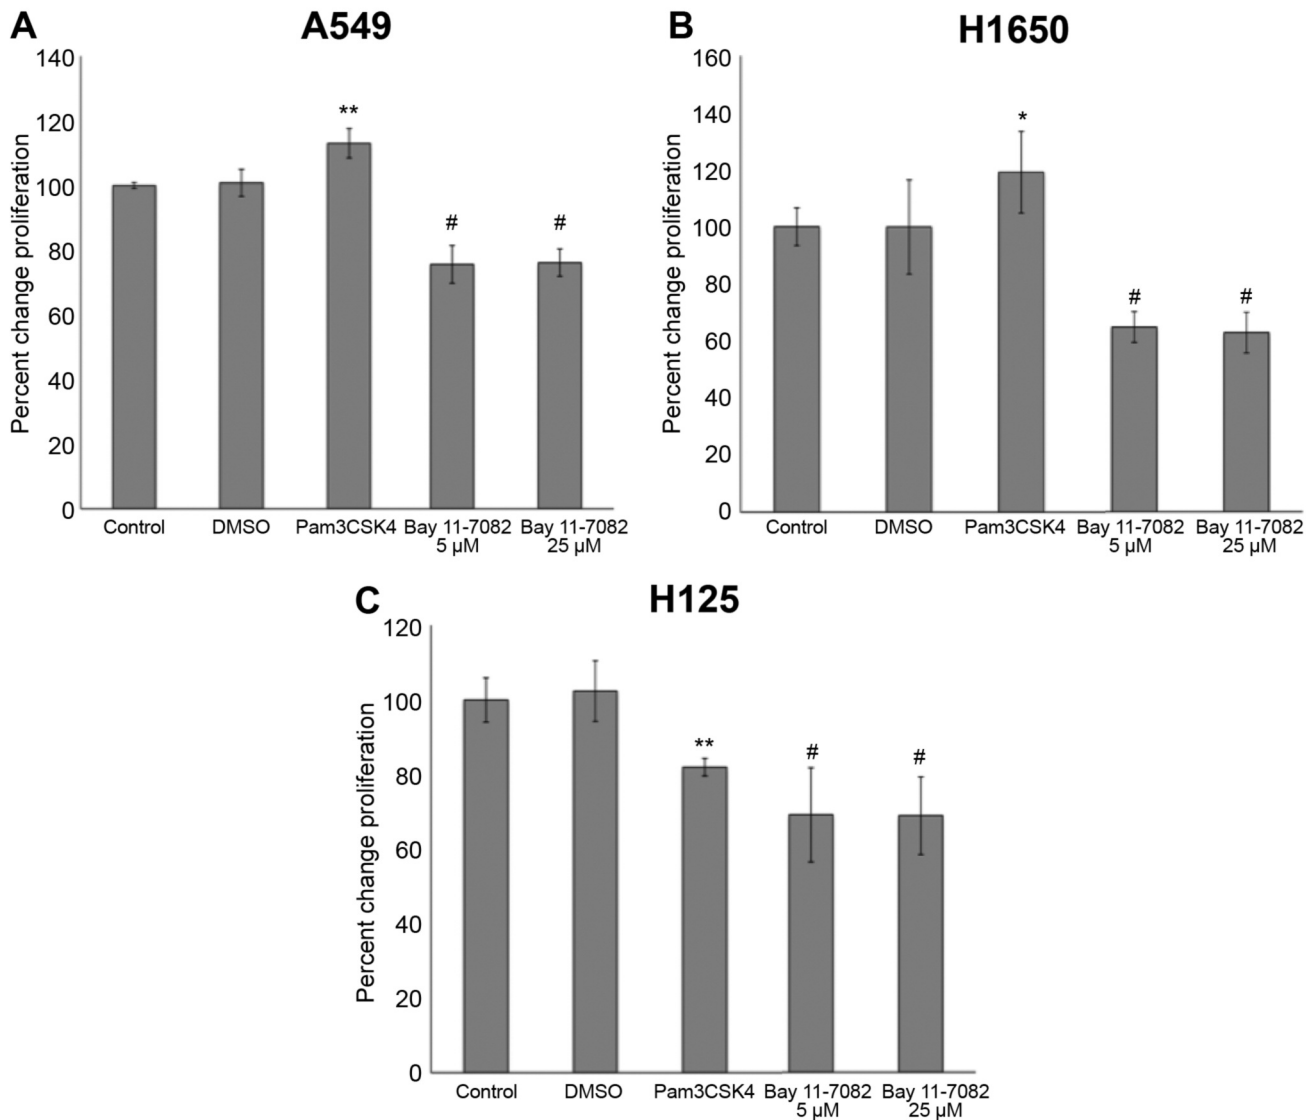 A
A549
Percent change proliferation
140
120
100
80
60
40
20
0
**
#
#
Control
DMSO
Pam3CSK4
Bay 11-7082
5 µM
Bay 11-7082
25 µM
B
H1650
Percent change proliferation
160
140
120
100
80
60
40
20
0
*
#
#
Control
DMSO
Pam3CSK4
Bay 11-7082
5 µM
Bay 11-7082
25 µM
C
H125
Percent change proliferation
120
100
80
60
40
20
0
**
#
#
Control
DMSO
Pam3CSK4
Bay 11-7082
5 µM
Bay 11-7082
25 µM